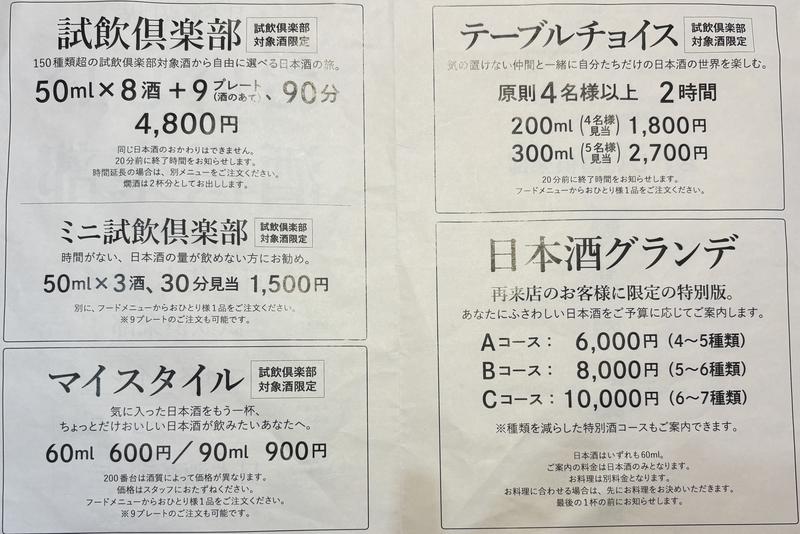 試飲倶楽部 試飲倶楽部対象酒限定
150種類超の試飲倶楽部対象酒から自由に選べる日本酒の旅。
50ml×8酒+9プレート(酒のあて)、90分
4,800円
同じ日本酒のおかわりはできません。
20分前に終了時間をお知らせします。
時間延長の場合は、別メニューをご注文ください。
燗酒は2杯分としてお出しします。
ミニ試飲倶楽部 試飲倶楽部対象酒限定
時間がない、日本酒の量が飲めない方にお勧め。
50ml×3酒、30分見当 1,500円
別に、フードメニューからおひとり様1品をご注文ください。
※9プレートのご注文も可能です。
マイスタイル 試飲倶楽部対象酒限定
気に入った日本酒をもう一杯、
ちょっとだけおいしい日本酒が飲みたいあなたへ。
60ml 600円/90ml 900円
200番台は酒質によって価格が異なります。
価格はスタッフにおたずねください。
フードメニューからおひとり様1品をご注文ください。
※9プレートのご注文も可能です。
テーブルチョイス 試飲倶楽部対象酒限定
気の置けない仲間と一緒に自分たちだけの日本酒の世界を楽しむ。
原則4名様以上 2時間
200ml(4名様見当)1,800円
300ml(5名様見当)2,700円
20分前に終了時間をお知らせします。
フードメニューからおひとり様1品をご注文ください。
日本酒グランデ
再来店のお客様に限定の特別版。
あなたにふさわしい日本酒をご予算に応じてご案内します。
Aコース: 6,000円(4〜5種類)
Bコース: 8,000円(5〜6種類)
Cコース:10,000円(6〜7種類)
※種類を減らした特別酒コースもご案内できます。
日本酒はいずれも60ml。
ご案内の料金は日本酒のみとなります。
お料理は別料金となります。
お料理に合わせる場合は、先にお料理をお決めいただきます。
最後の1杯の前にお知らせします。